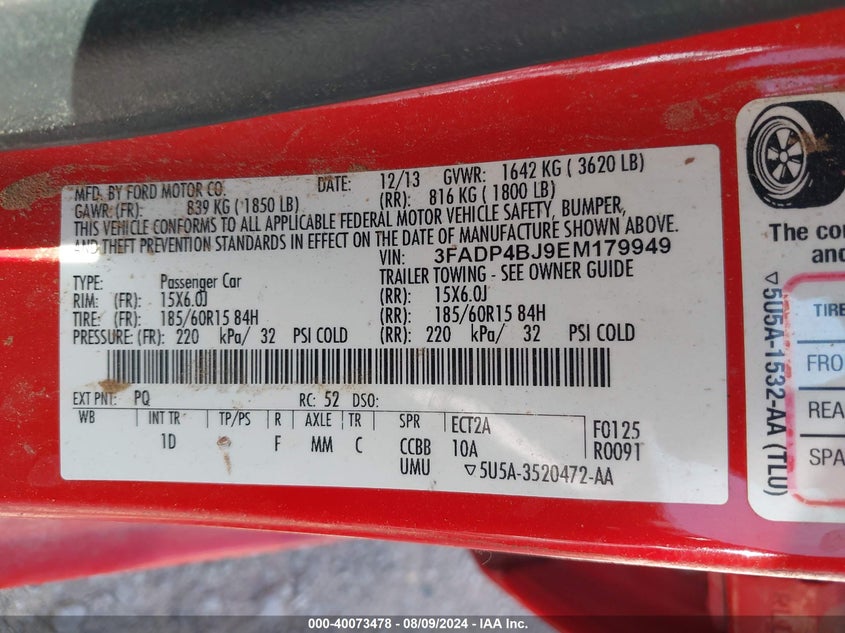 MFD. BY FORD MOTOR CO.
DATE: 12/13 GVWR: 1642 KG ( 3620 LB)
GAWR: (FR): 839 KG ( 1850 LB) (RR): 816 KG ( 1800 LB)
THIS VEHICLE CONFORMS TO ALL APPLICABLE FEDERAL MOTOR VEHICLE SAFETY, BUMPER,
AND THEFT PREVENTION STANDARDS IN EFFECT ON THE DATE OF MANUFACTURE SHOWN ABOVE.
VIN: 3FADP4BJ9EM179949
TYPE: Passenger Car TRAILER TOWING - SEE OWNER GUIDE
RIM: (FR): 15X6.0J (RR): 15X6.0J
TIRE: (FR): 185/60R15 84H (RR): 185/60R15 84H
PRESSURE: (FR): 220 kPa/ 32 PSI COLD (RR): 220 kPa/ 32 PSI COLD
EXT PNT: PQ RC: 52 DSO:
WB INT TR TP/PS R AXLE TR SPR ECT2A F0125
1D F MM C CCBB 10A R0091
UMU ▽5U5A-3520472-AA
The co
and
▽5U5A-1532-AA (TLU)
TIRE
FRO
REA
SPA
000-40073478 - 08/09/2024 - IAA Inc.